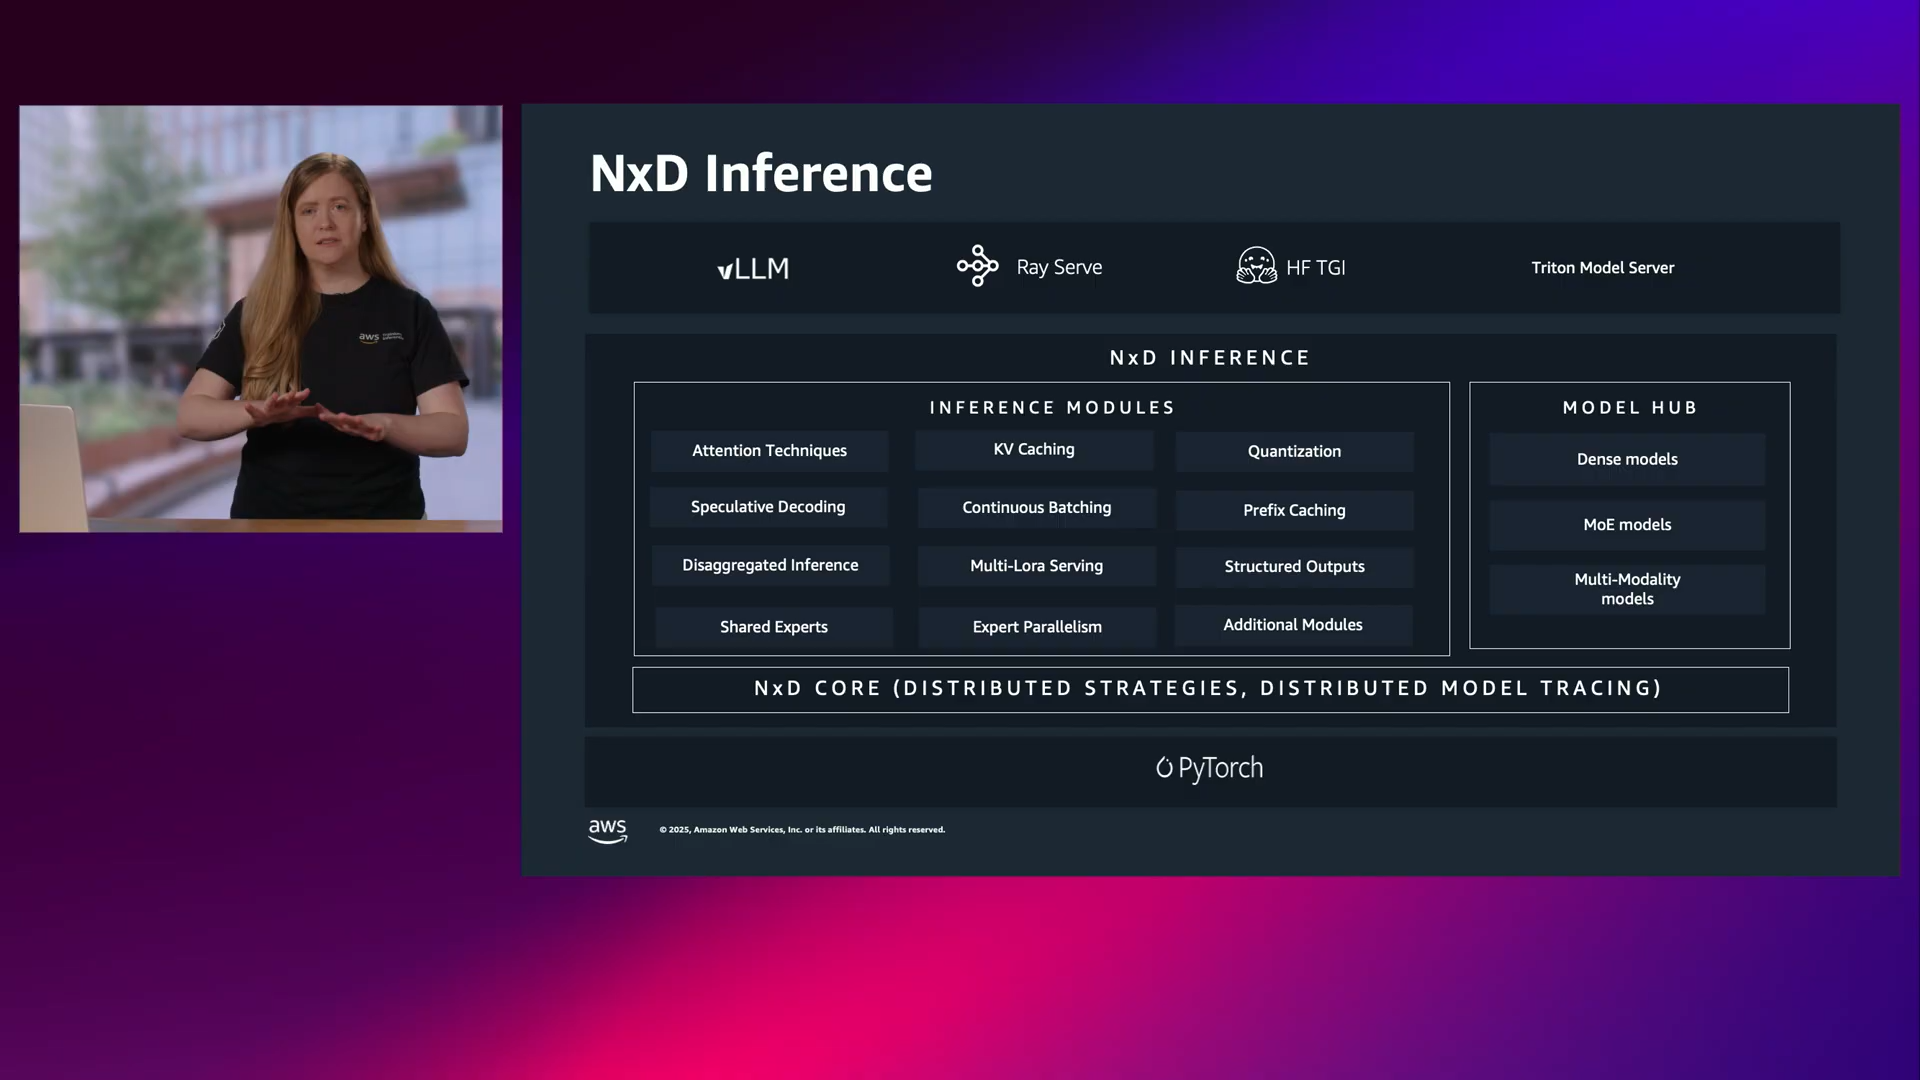 NxD Inference
vLLM
Ray Serve
HF TGI
Triton Model Server
NxD INFERENCE
INFERENCE MODULES
Attention Techniques
KV Caching
Quantization
Speculative Decoding
Continuous Batching
Prefix Caching
Disaggregated Inference
Multi-Lora Serving
Structured Outputs
Shared Experts
Expert Parallelism
Additional Modules
MODEL HUB
Dense models
MoE models
Multi-Modality
models
NxD CORE (DISTRIBUTED STRATEGIES, DISTRIBUTED MODEL TRACING)
PyTorch
aws
© 2025, Amazon Web Services, Inc. or its affiliates. All rights reserved.
aws